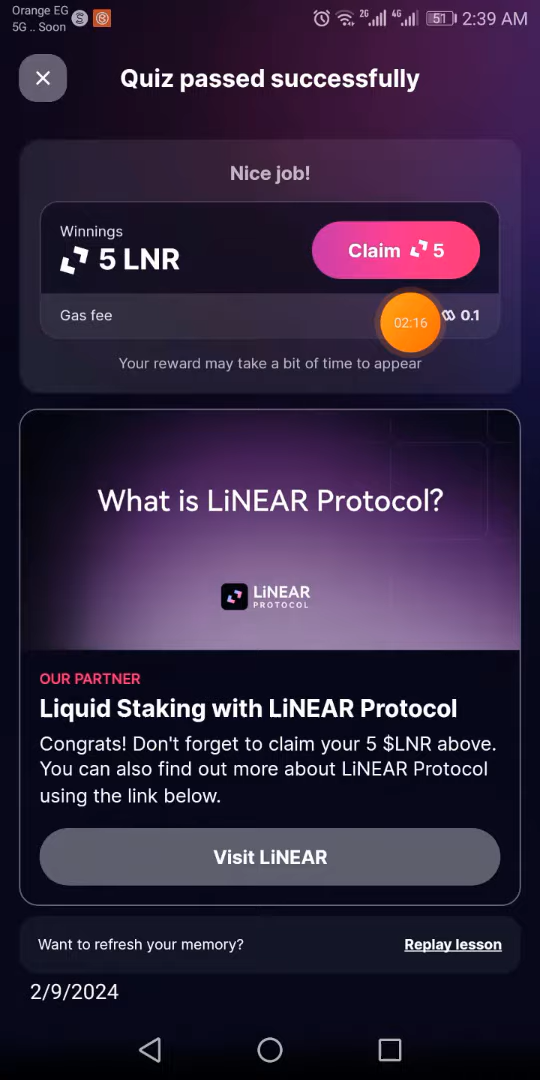 Orange EG
5G .. Soon
2G
4G
51
2:39 AM
Quiz passed successfully
Nice job!
Winnings
5 LNR
Claim 5
Gas fee
02:16
0.1
Your reward may take a bit of time to appear
What is LiNEAR Protocol?
LiNEAR
PROTOCOL
OUR PARTNER
Liquid Staking with LiNEAR Protocol
Congrats! Don't forget to claim your 5 $LNR above.
You can also find out more about LiNEAR Protocol
using the link below.
Visit LiNEAR
Want to refresh your memory?
Replay lesson
2/9/2024